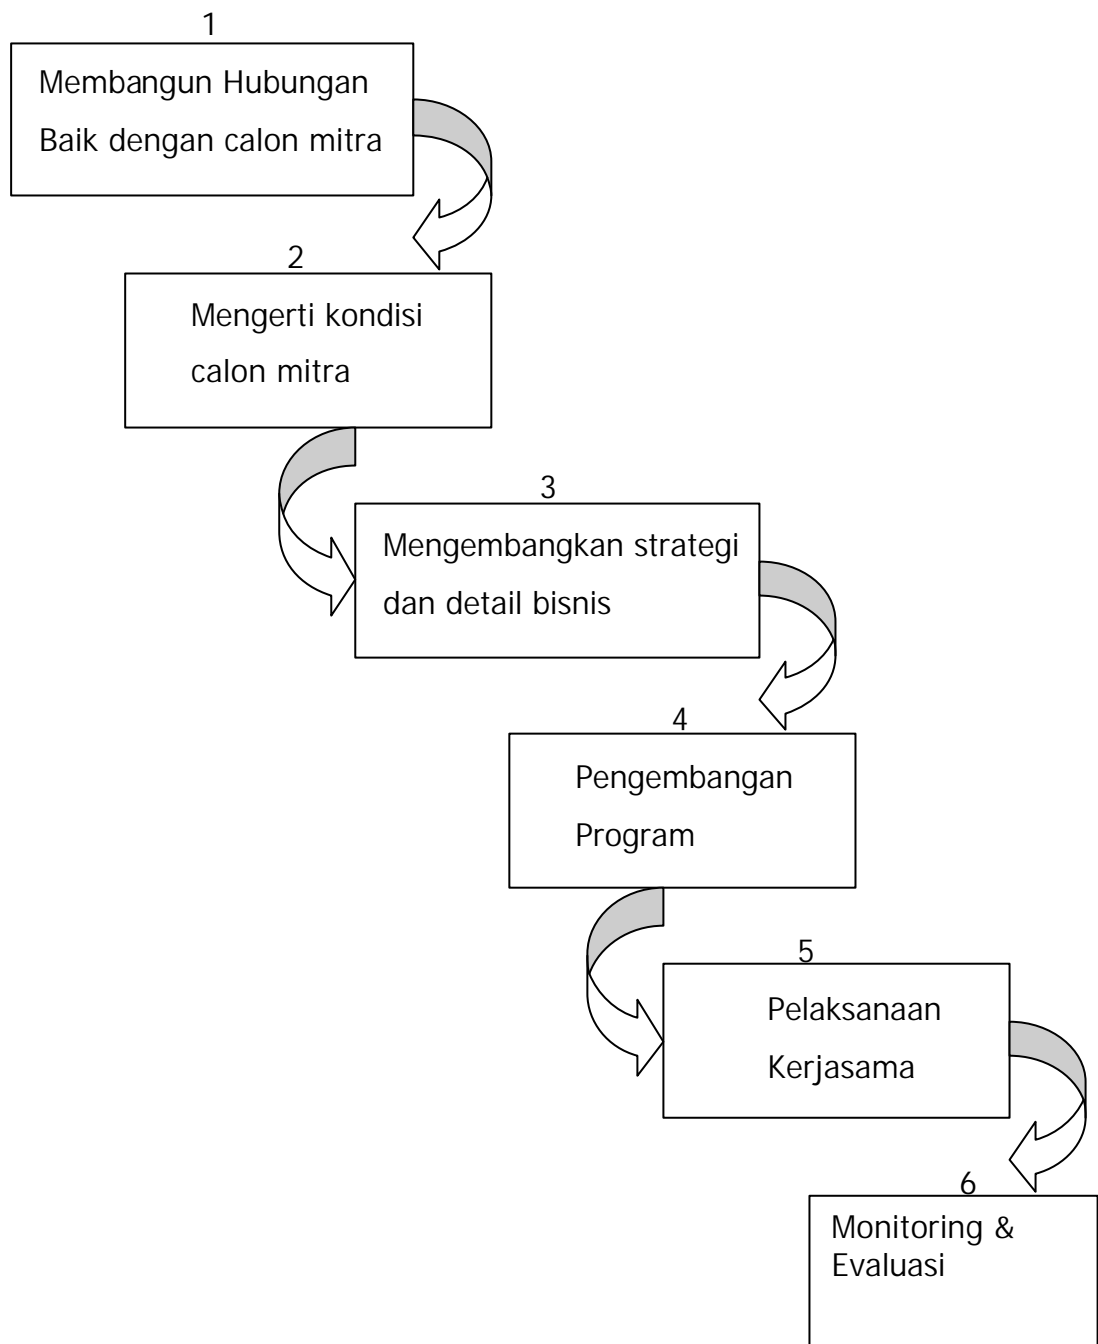 1
Membangun Hubungan
Baik dengan calon mitra
2
Mengerti kondisi
calon mitra
3
Mengembangkan strategi
dan detail bisnis
4
Pengembangan
Program
5
Pelaksanaan
Kerjasama
6
Monitoring &
Evaluasi